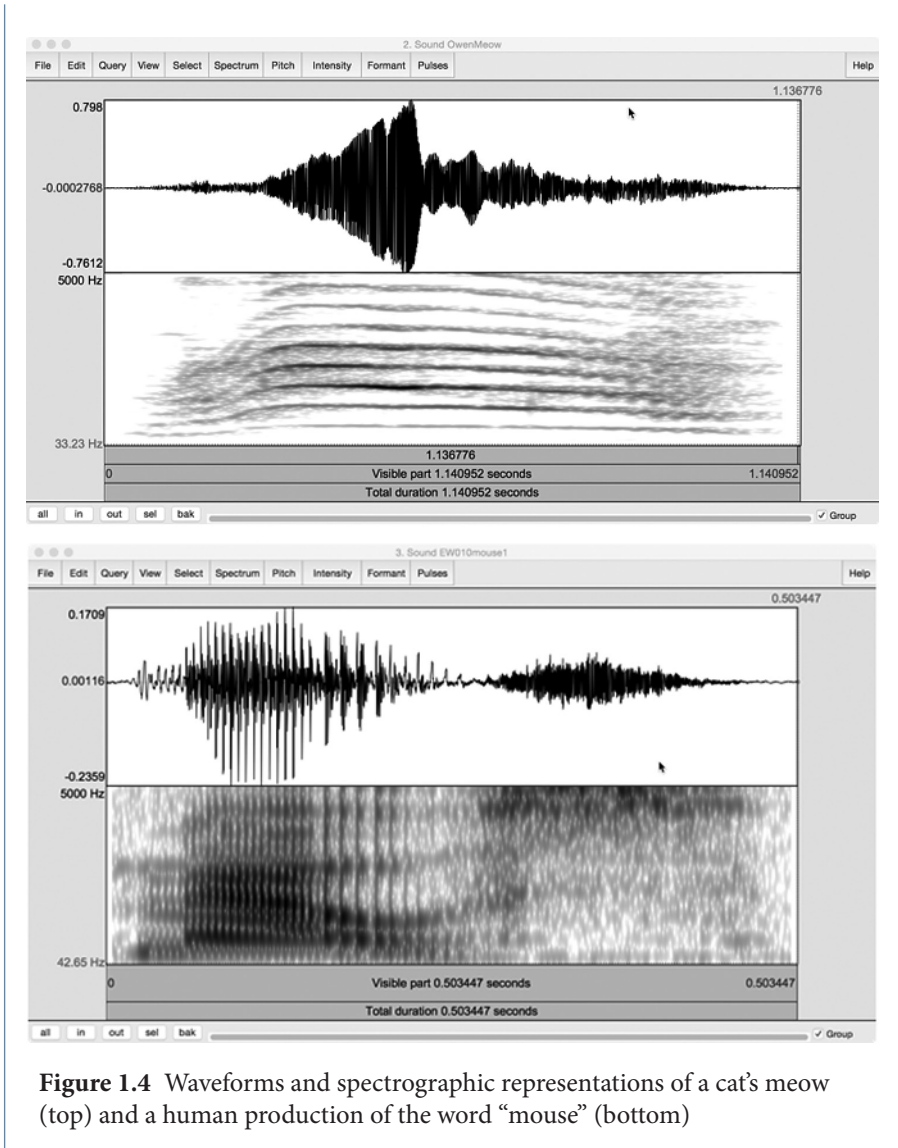 2. Sound OwenMeow
File Edit Query View Select Spectrum Pitch Intensity Formant Pulses Help
1.136776
0.798
-0.0002768
-0.7612
5000 Hz
33.23 Hz
1.136776
0 Visible part 1.140952 seconds 1.140952
Total duration 1.140952 seconds
all in out sel bak Group
3. Sound EW010mouse1
File Edit Query View Select Spectrum Pitch Intensity Formant Pulses Help
0.503447
0.1709
0.00116
-0.2359
5000 Hz
42.65 Hz
0 Visible part 0.503447 seconds 0.503447
Total duration 0.503447 seconds
all in out sel bak Group
Figure 1.4 Waveforms and spectrographic representations of a cat's meow
(top) and a human production of the word “mouse” (bottom)